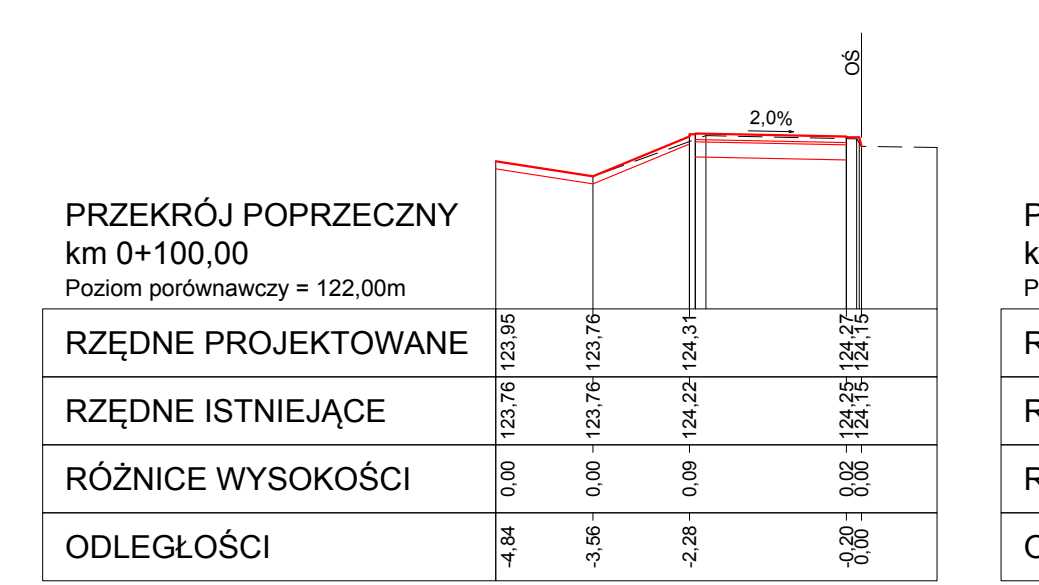 OŚ
2,0%
PRZEKRÓJ POPRZECZNY
km 0+100,00
Poziom porównawczy = 122,00m
RZĘDNE PROJEKTOWANE 123,95 123,76 124,31 124,27 124,15
RZĘDNE ISTNIEJĄCE 123,76 123,76 124,22 124,25 124,15
RÓŻNICE WYSOKOŚCI 0,00 0,00 0,09 0,02 0,00
ODLEGŁOŚCI -4,84 -3,56 -2,28 -0,20 0,00